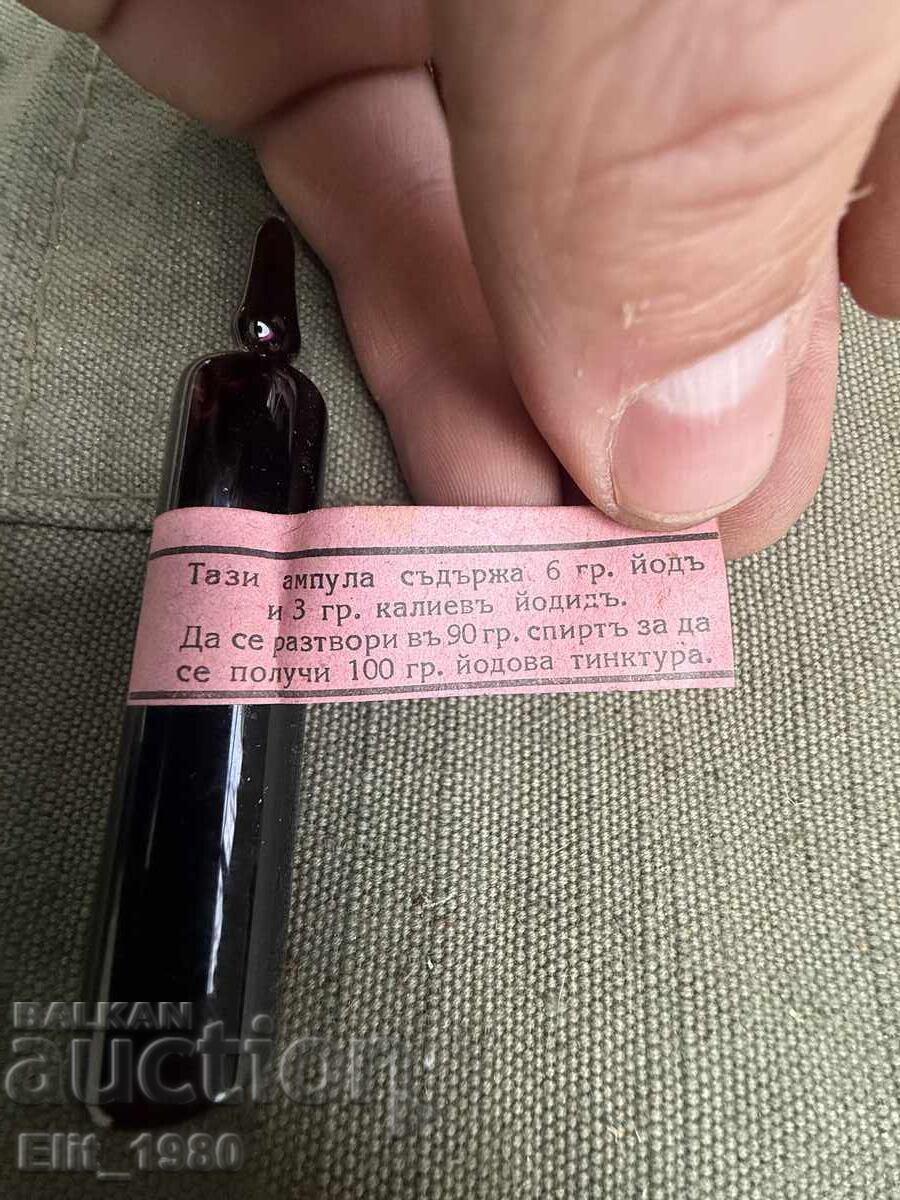 Тази ампула съдържа 6 гр. йодъ
и 3 гр. калиевъ йодидъ.
Да се разтвори въ 90 гр. спиртъ за да
се получи 100 гр. йодова тинктура.
BALKAN
auction
Elit_1980